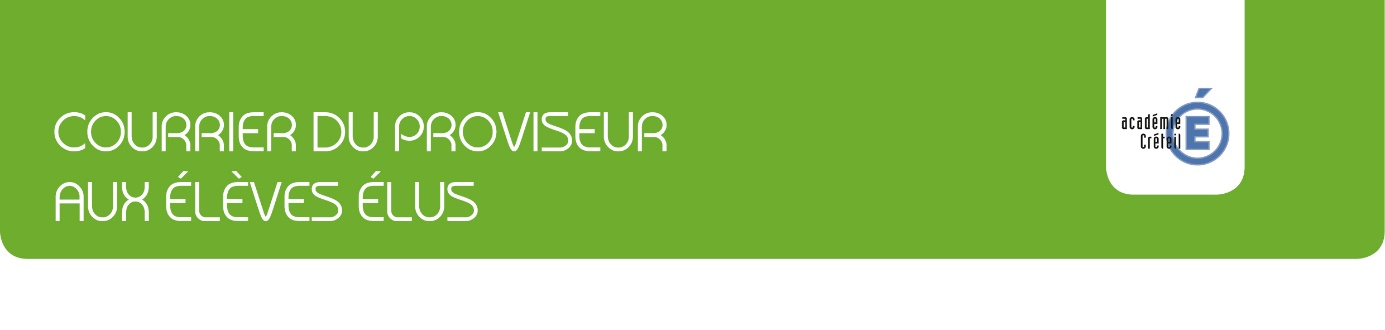 COURRIER DU PROVISEUR
AUX ÉLÈVES ÉLUS
académie
Créteil
É